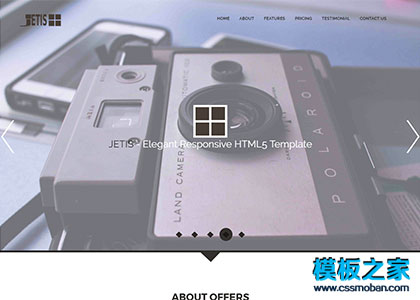 JETIS
HOME ABOUT FEATURES PRICING TESTIMONIAL CONTACT US
LAND CAMERA AUTOMATIC
POLAROID
JETIS - Elegant Responsive HTML5 Template
模板之家
www.cssmoban.com
ABOUT OFFERS